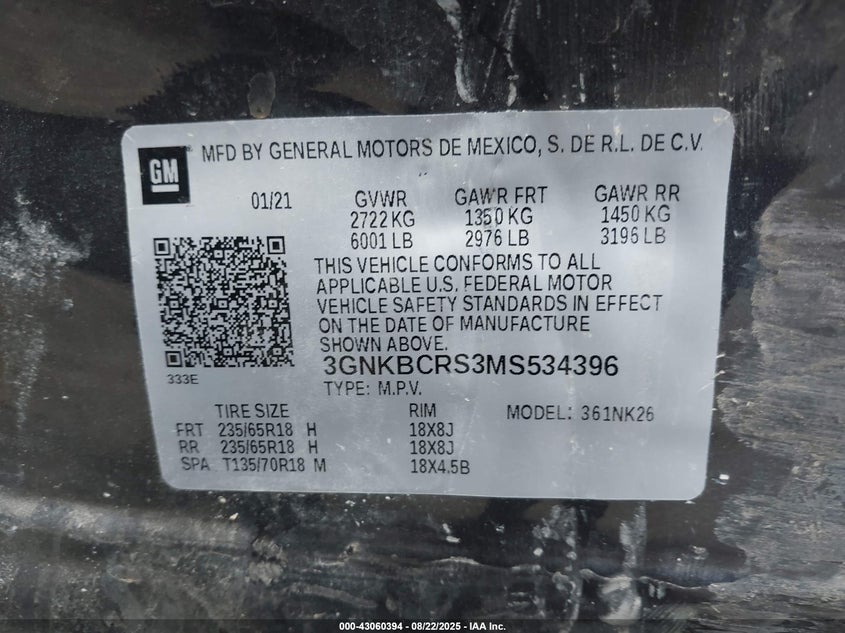 GM
MFD BY GENERAL MOTORS DE MEXICO, S. DE R.L. DE C.V.
01/21 GVWR GAWR FRT GAWR RR
2722 KG 1350 KG 1450 KG
6001 LB 2976 LB 3196 LB
THIS VEHICLE CONFORMS TO ALL
APPLICABLE U.S. FEDERAL MOTOR
VEHICLE SAFETY STANDARDS IN EFFECT
ON THE DATE OF MANUFACTURE
SHOWN ABOVE.
3GNKBCRS3MS534396
333E
TYPE: M.P.V.
TIRE SIZE RIM MODEL: 361NK26
FRT 235/65R18 H 18X8J
RR 235/65R18 H 18X8J
SPA T135/70R18 M 18X4.5B
000-43060394 - 08/22/2025 - IAA Inc.